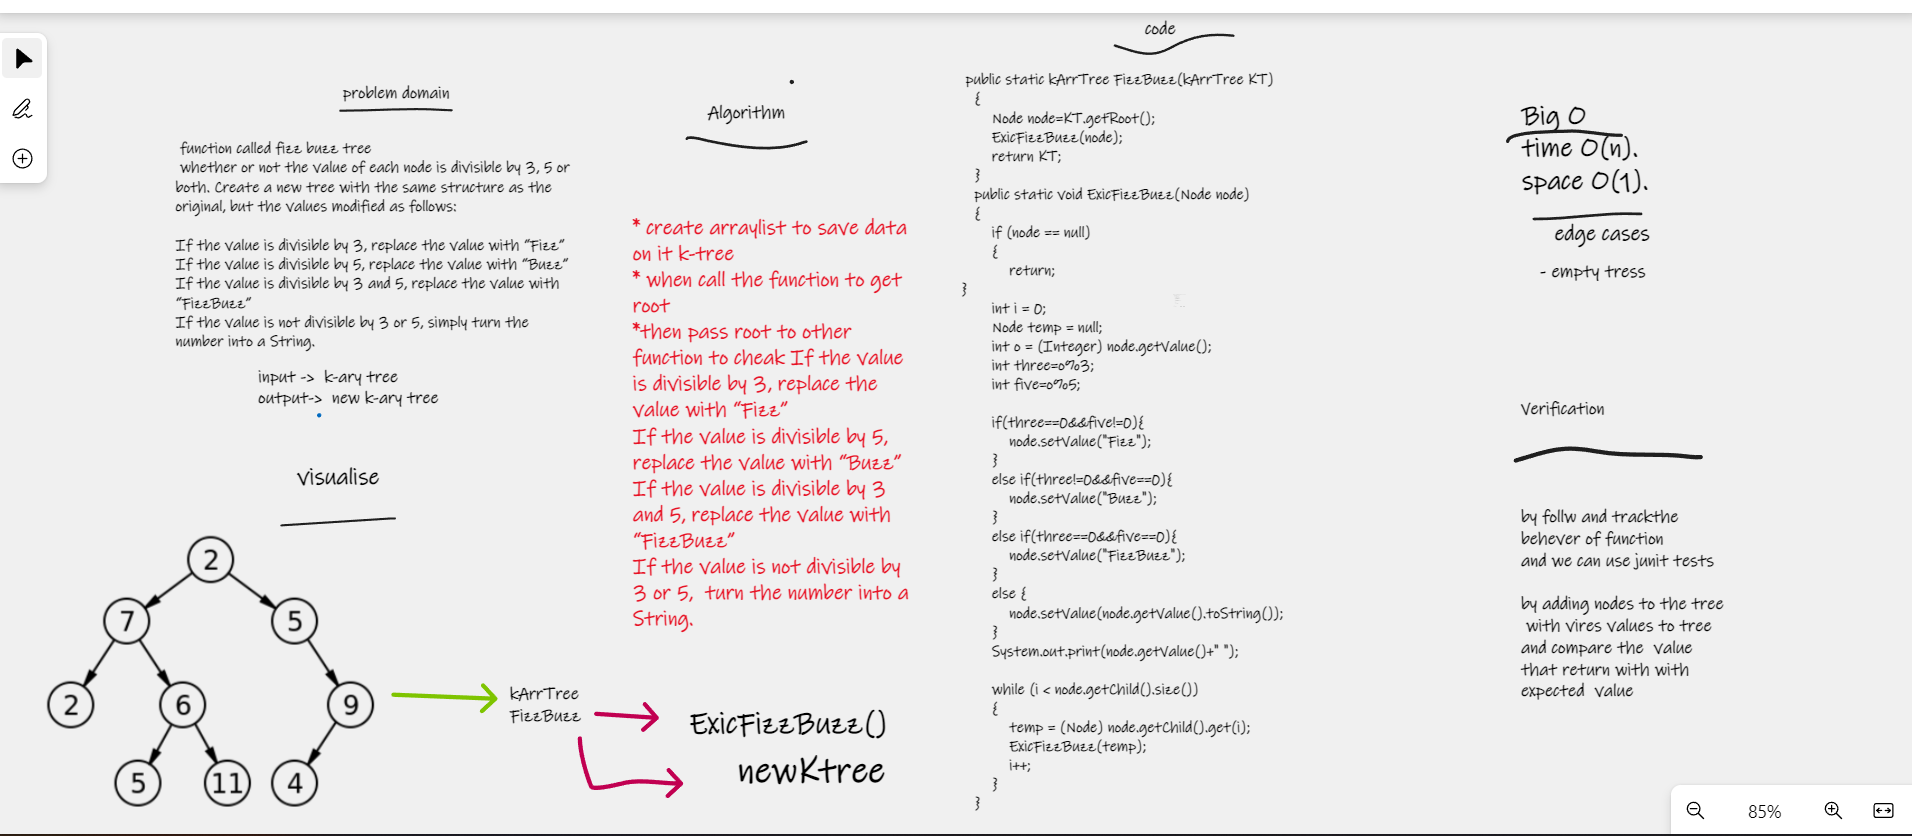 problem domain
function called fizz buzz tree
whether or not the value of each node is divisible by 3, 5 or
both. Create a new tree with the same structure as the
original, but the values modified as follows:
If the value is divisible by 3, replace the value with “Fizz”
If the value is divisible by 5, replace the value with “Buzz”
If the value is divisible by 3 and 5, replace the value with
“FizzBuzz”
If the value is not divisible by 3 or 5, simply turn the
number into a String.
input -> k-ary tree
output-> new k-ary tree
visualise
2
7
5
2
6
9
5
11
4
kArrTree
FizzBuzz
ExicFizzBuzz()
newKtree
Algorithm
* create arraylist to save data
on it k-tree
* when call the function to get
root
*then pass root to other
function to cheak If the value
is divisible by 3, replace the
value with “Fizz”
If the value is divisible by 5,
replace the value with “Buzz”
If the value is divisible by 3
and 5, replace the value with
“FizzBuzz”
If the value is not divisible by
3 or 5, turn the number into a
String.
code
public static kArrTree FizzBuzz(kArrTree KT)
{
Node node=KT.getRoot();
ExicFizzBuzz(node);
return KT;
}
public static void ExicFizzBuzz(Node node)
{
if (node == null)
{
return;
}
int i = 0;
Node temp = null;
int o = (Integer) node.getValue();
int three=o%3;
int five=o%5;
if(three==0&&five!=0){
node.setValue("Fizz");
}
else if(three!=0&&five==0){
node.setValue("Buzz");
}
else if(three==0&&five==0){
node.setValue("FizzBuzz");
}
else {
node.setValue(node.getValue().toString());
}
System.out.print(node.getValue()+" ");
while (i < node.getChild().size())
{
temp = (Node) node.getChild().get(i);
ExicFizzBuzz(temp);
i++;
}
}
Big O
time O(n).
space O(1).
edge cases
- empty tress
Verification
by follw and trackthe
behever of function
and we can use junit tests
by adding nodes to the tree
with vires values to tree
and compare the value
that return with with
expected value
85%